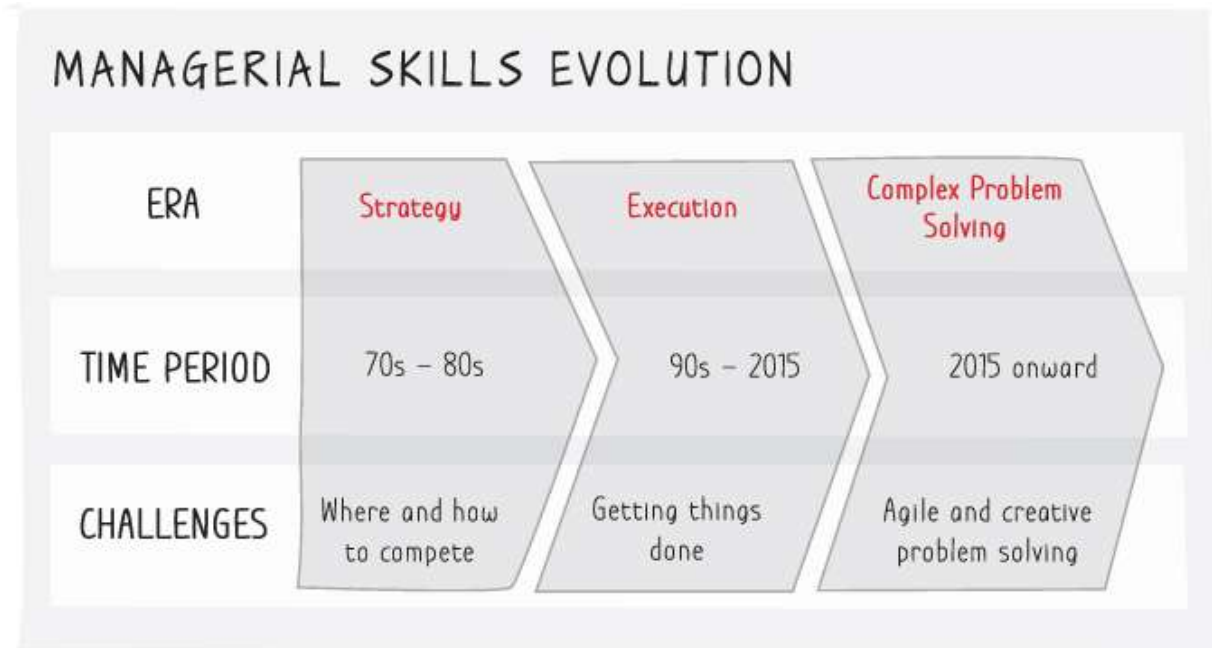 MANAGERIAL SKILLS EVOLUTION
ERA
Strategy
Execution
Complex Problem
Solving
TIME PERIOD
70s – 80s
90s – 2015
2015 onward
CHALLENGES
Where and how
to compete
Getting things
done
Agile and creative
problem solving